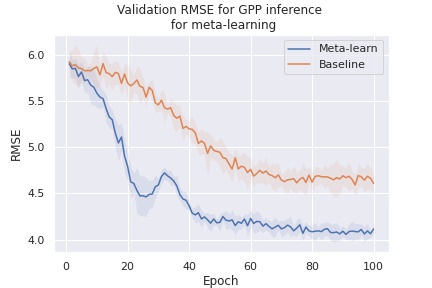 Validation RMSE for GPP inference
for meta-learning
Meta-learn
Baseline
6.0
5.5
5.0
4.5
4.0
RMSE
0 20 40 60 80 100
Epoch